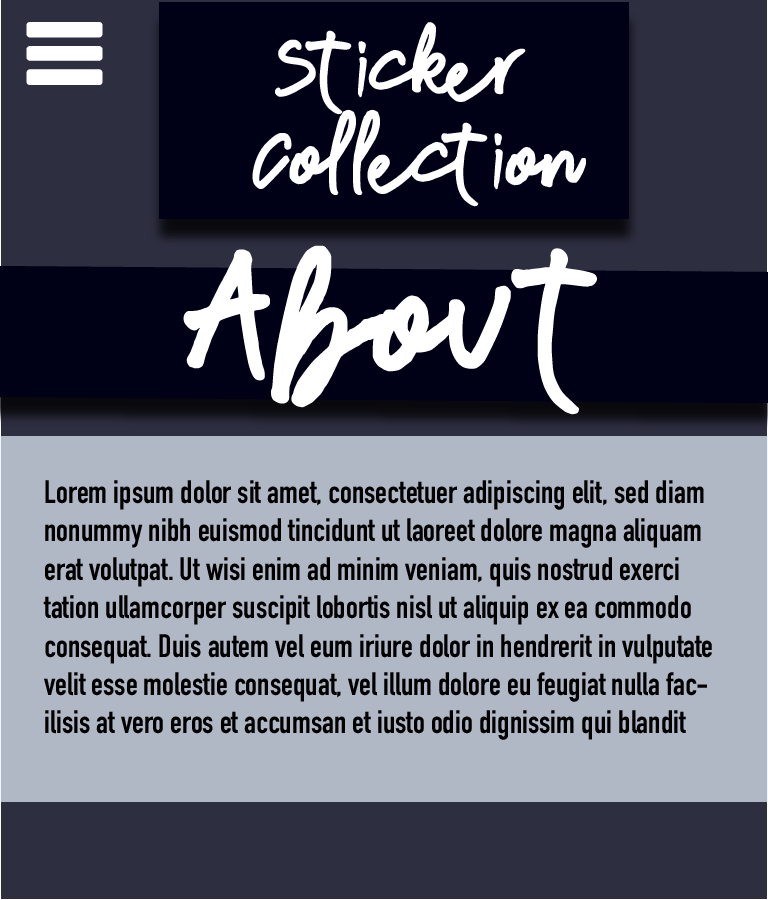 sticker
collection
About
Lorem ipsum dolor sit amet, consectetuer adipiscing elit, sed diam
nonummy nibh euismod tincidunt ut laoreet dolore magna aliquam
erat volutpat. Ut wisi enim ad minim veniam, quis nostrud exerci
tation ullamcorper suscipit lobortis nisl ut aliquip ex ea commodo
consequat. Duis autem vel eum iriure dolor in hendrerit in vulputate
velit esse molestie consequat, vel illum dolore eu feugiat nulla fac-
ilisis at vero eros et accumsan et iusto odio dignissim qui blandit